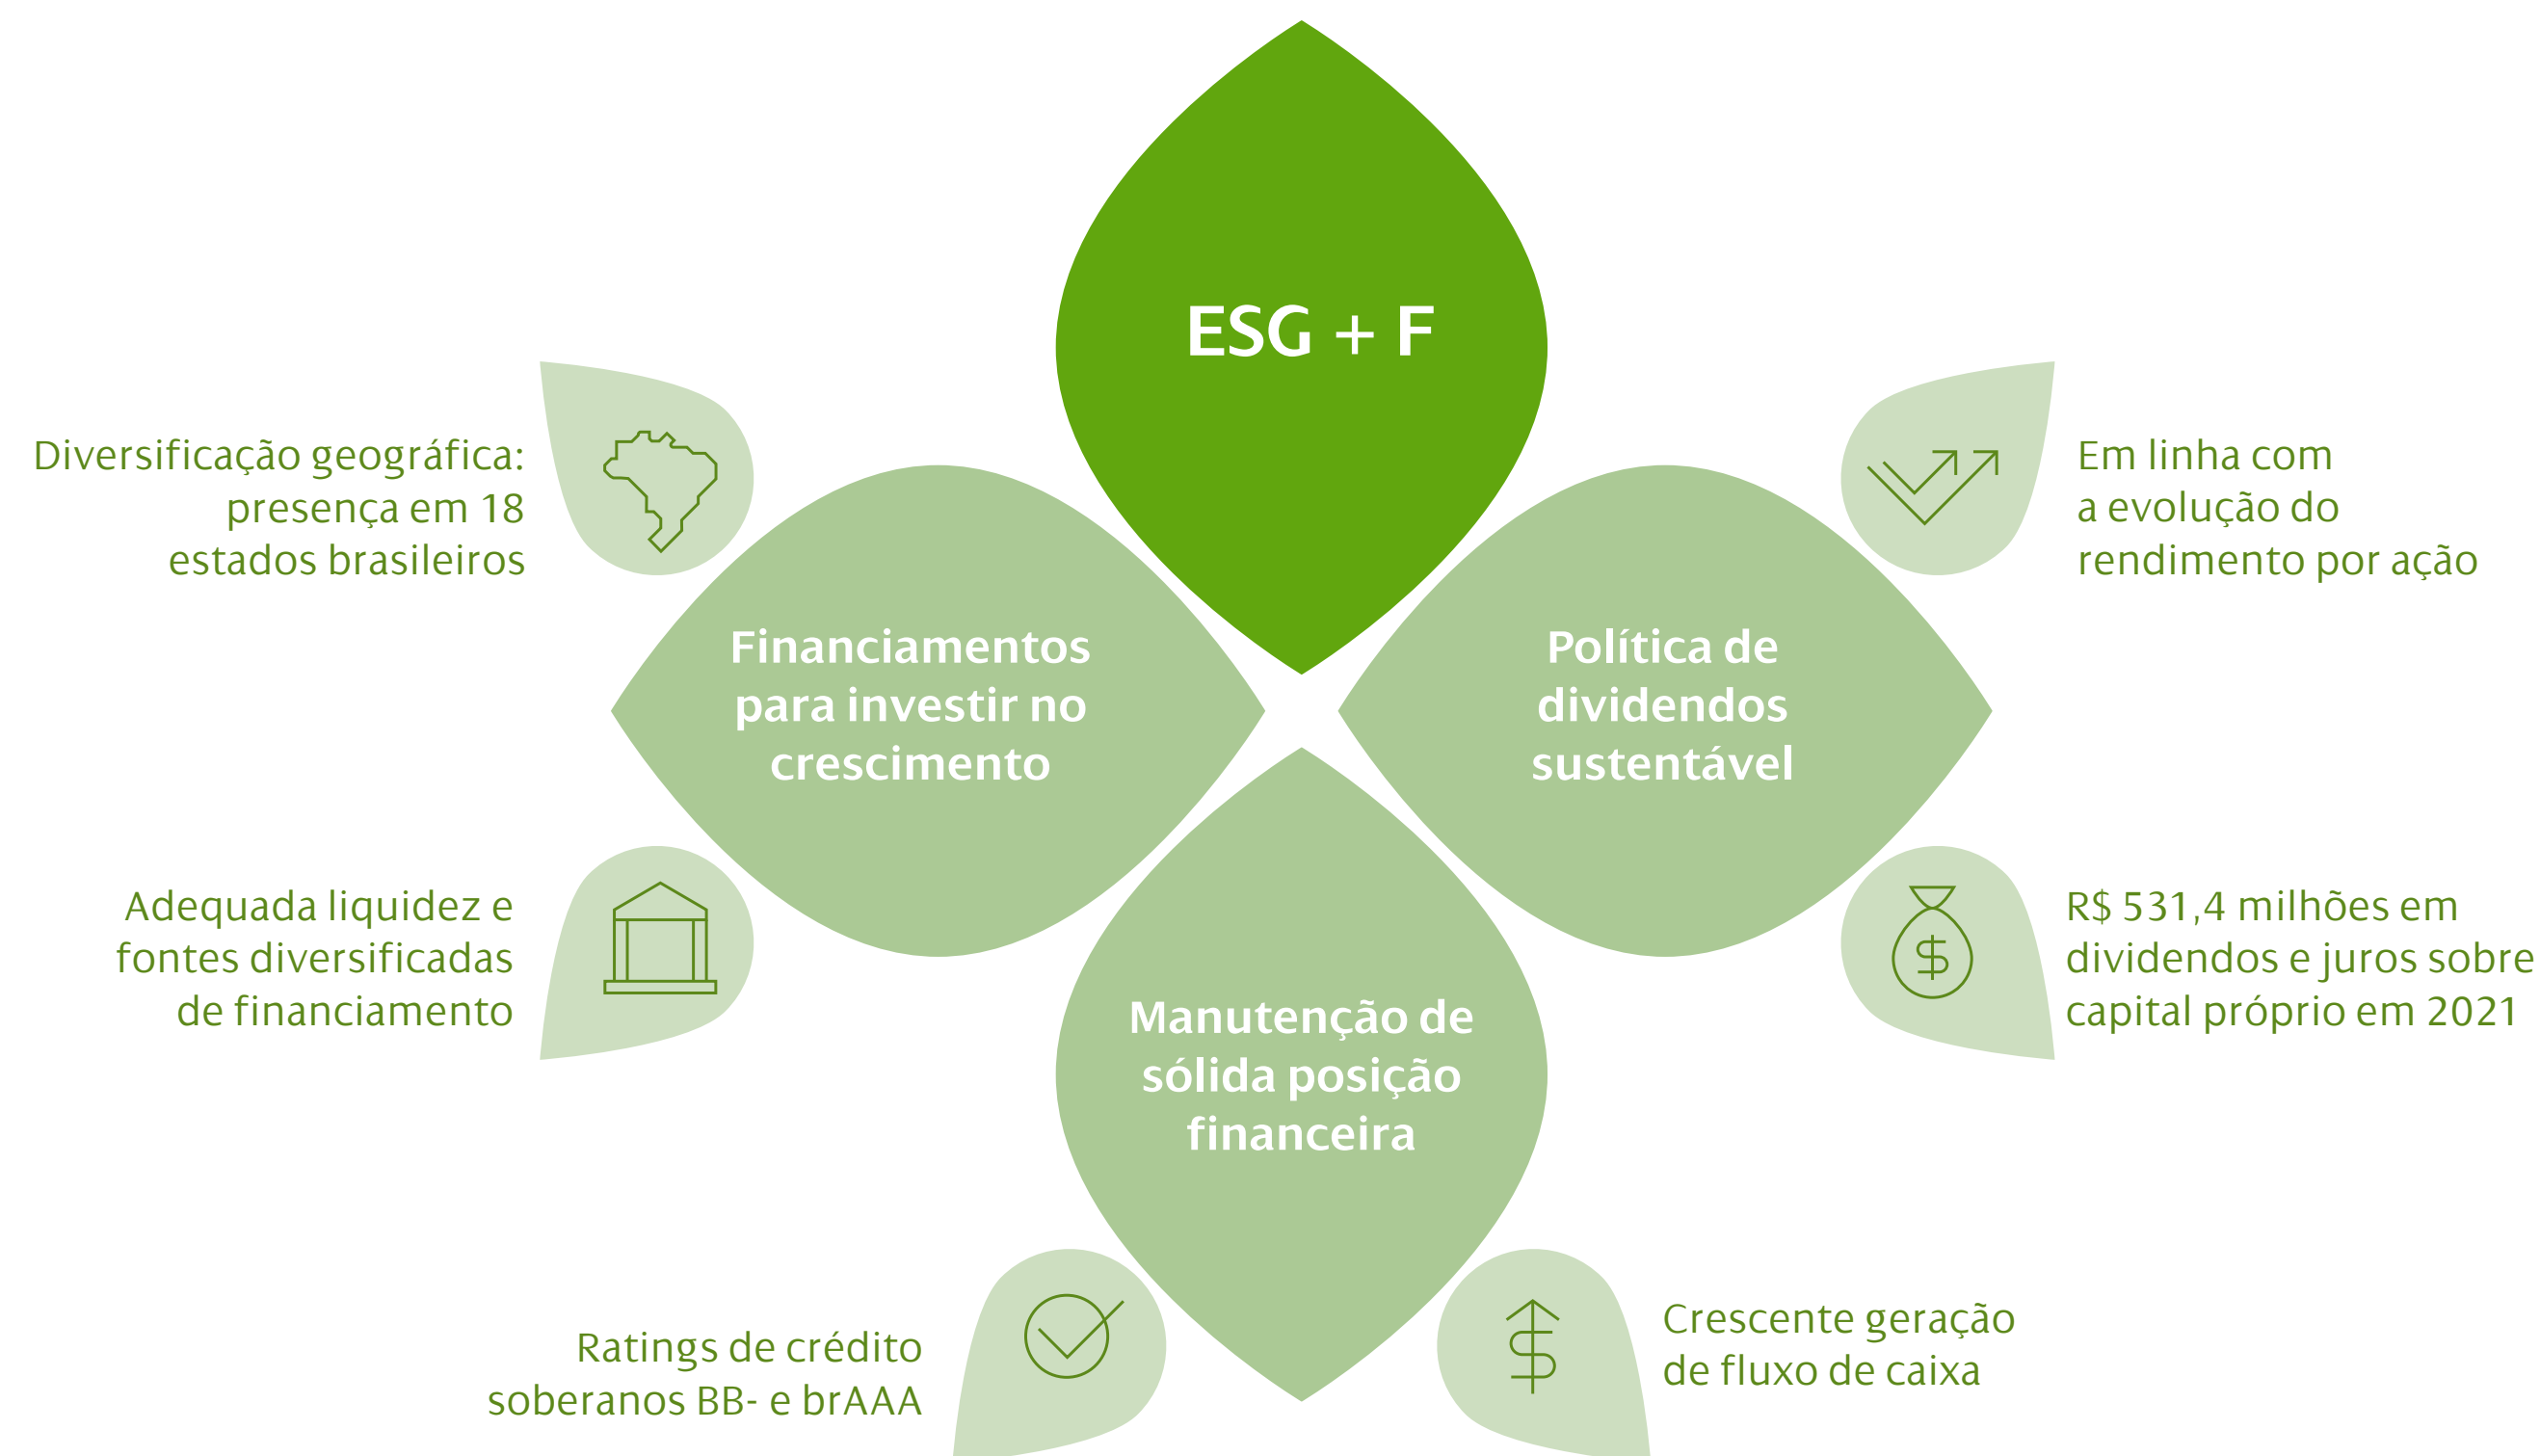 ESG + F
Diversificação geográfica:
presença em 18
estados brasileiros
Em linha com
a evolução do
rendimento por ação
Financiamentos
para investir no
crescimento
Política de
dividendos
sustentável
Adequada liquidez e
fontes diversificadas
de financiamento
R$ 531,4 milhões em
dividendos e juros sobre
capital próprio em 2021
Manutenção de
sólida posição
financeira
Ratings de crédito
soberanos BB- e brAAA
Crescente geração
de fluxo de caixa